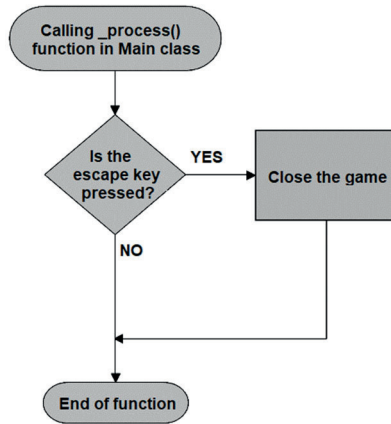 Calling _process()
function in Main class
Is the
escape key
pressed?
YES
Close the game
NO
End of function